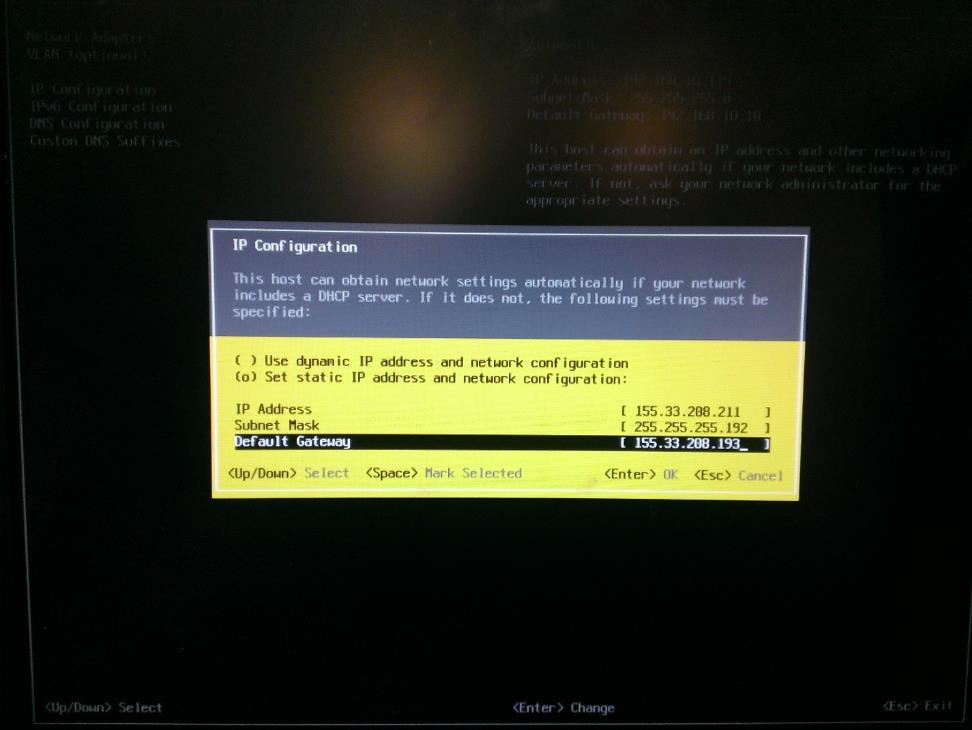 Network Adapters
VLAN (optional)
IP Configuration
IPv6 Configuration
DNS Configuration
Custom DNS Suffixes
Automatic
IP Address: 192.168.10.119
Subnet Mask: 255.255.255.0
Default Gateway: 192.168.10.10
This host can obtain an IP address and other networking
parameters automatically if your network includes a DHCP
server. If not, ask your network administrator for the
appropriate settings.
IP Configuration
This host can obtain network settings automatically if your network
includes a DHCP server. If it does not, the following settings must be
specified:
( ) Use dynamic IP address and network configuration
(o) Set static IP address and network configuration:
IP Address [ 155.33.208.211 ]
Subnet Mask [ 255.255.255.192 ]
Default Gateway [ 155.33.208.193_ ]
<Up/Down> Select <Space> Mark Selected <Enter> OK <Esc> Cancel
<Up/Down> Select <Enter> Change <Esc> Exit